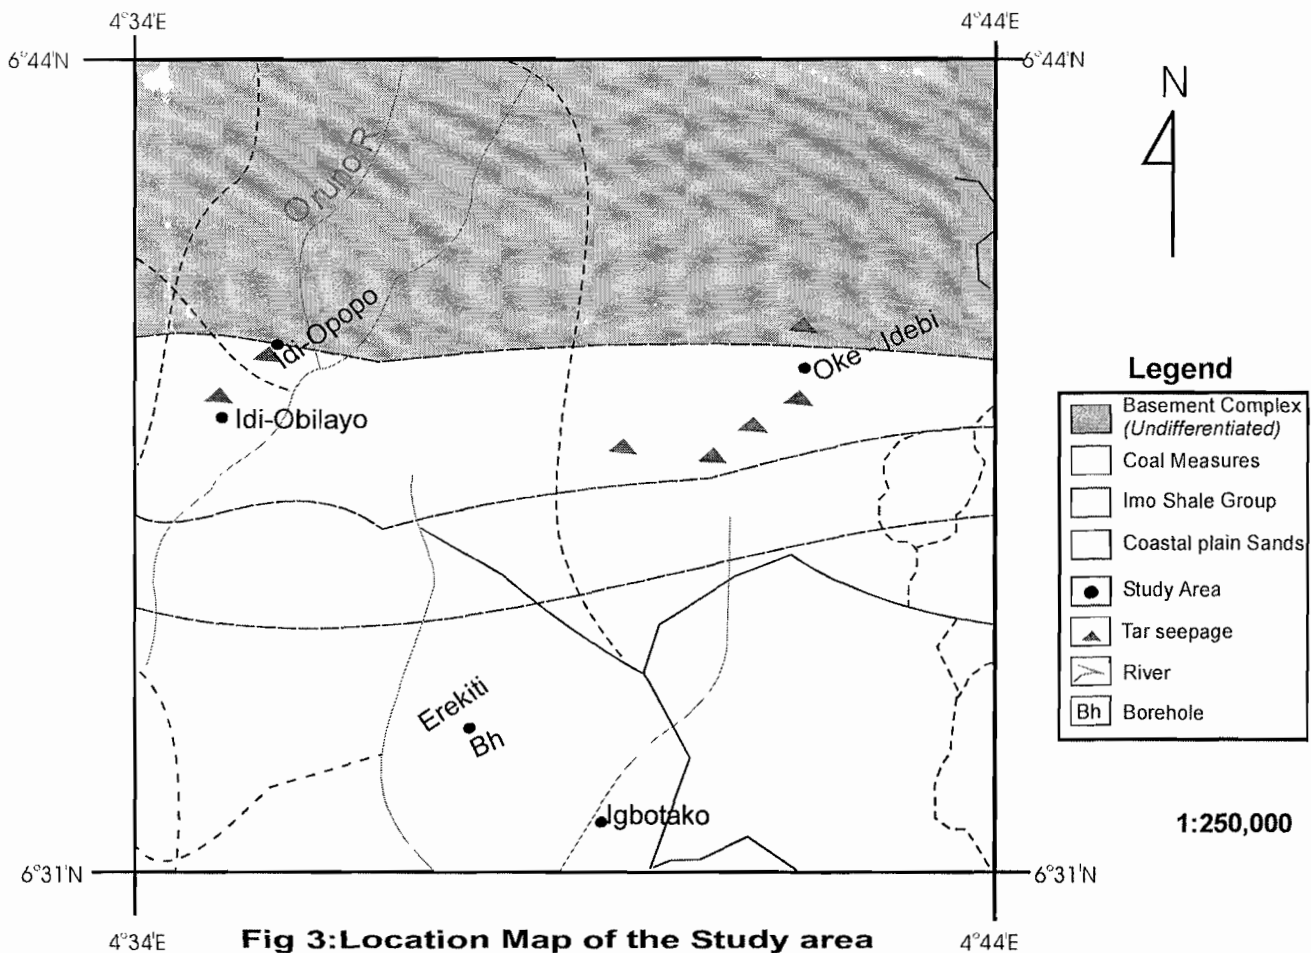 4°34'E
4°44'E
6°44'N
6°44'N
N
Oruno R
Idi-Opopo
Oke - Idebi
Idi-Obilayo
Legend
Basement Complex
(Undifferentiated)
Coal Measures
Imo Shale Group
Coastal plain Sands
Study Area
Tar seepage
River
Bh Borehole
Erekiti
Bh
Igbotako
1:250,000
6°31'N
6°31'N
4°34'E
4°44'E
Fig 3:Location Map of the Study area